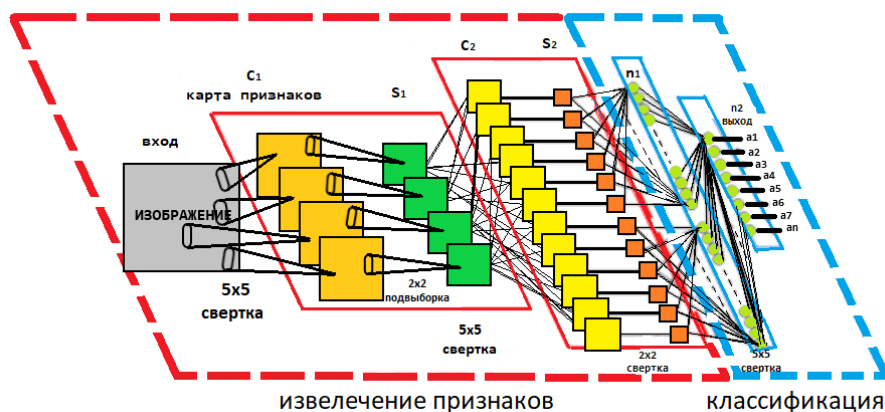 C1
карта признаков
S1
C2
S2
n1
n2
выход
вход
ИЗОБРАЖЕНИЕ
a1
a2
a3
a4
a5
a6
a7
an
5x5
свертка
2x2
подвыборка
5x5
свертка
2x2
свертка
5x5
свертка
извелечение признаков
классификация